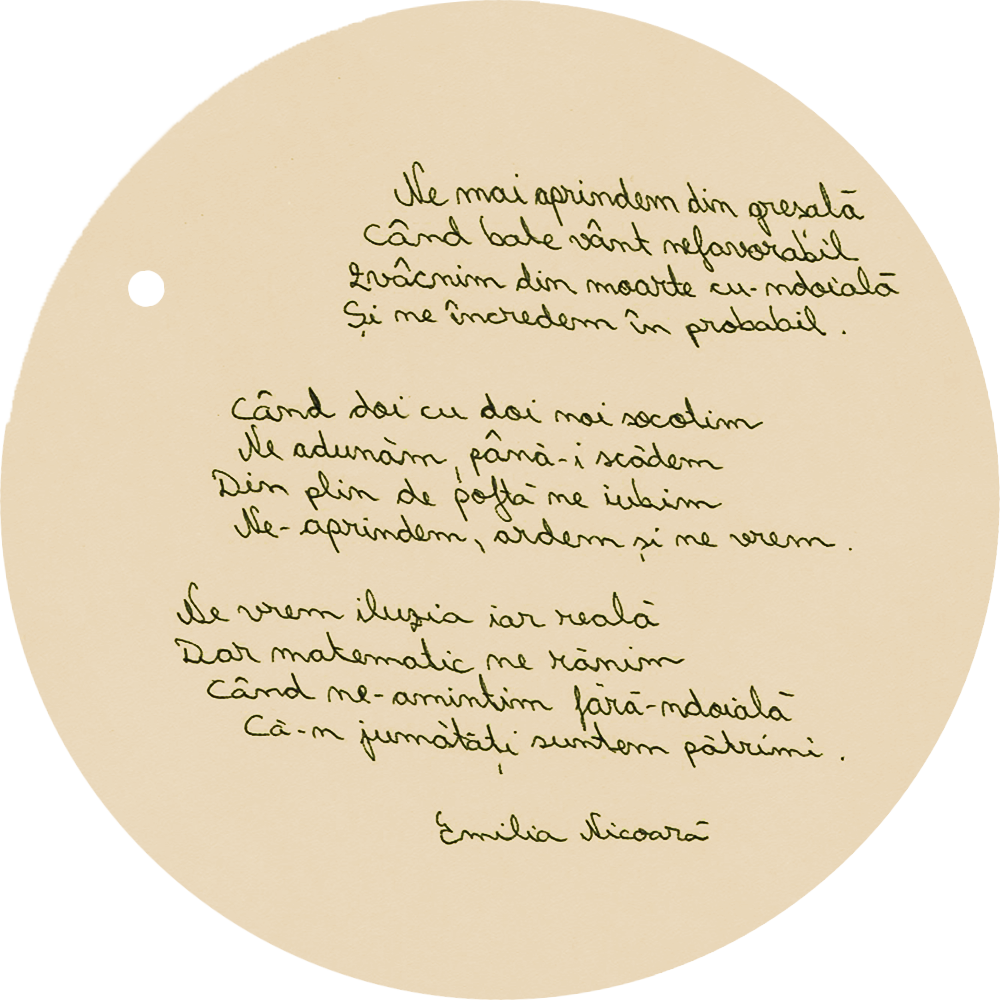 Ne mai aprindem din greșală
Când bate vânt nefavorabil
Zvâcnim din moarte cu-ndoială
Și ne încredem în probabil.
Când doi cu doi noi socotim
Ne adunăm, până-i scădem
Din plin de poftă ne iubim
Ne-aprindem, ardem și ne vrem.
Ne vrem iluzia iar reală
Dar matematic ne rănim
Când ne-amintim fără-ndoială
Că-n jumătăți suntem pătrimi.
Emilia Nicoară